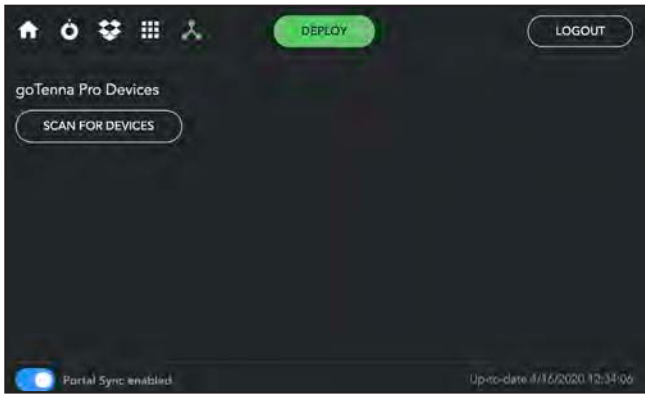 DEPLOY
LOGOUT
goTenna Pro Devices
SCAN FOR DEVICES
Portal Sync enabled
Up-to-date 4/16/2020 12:34:06